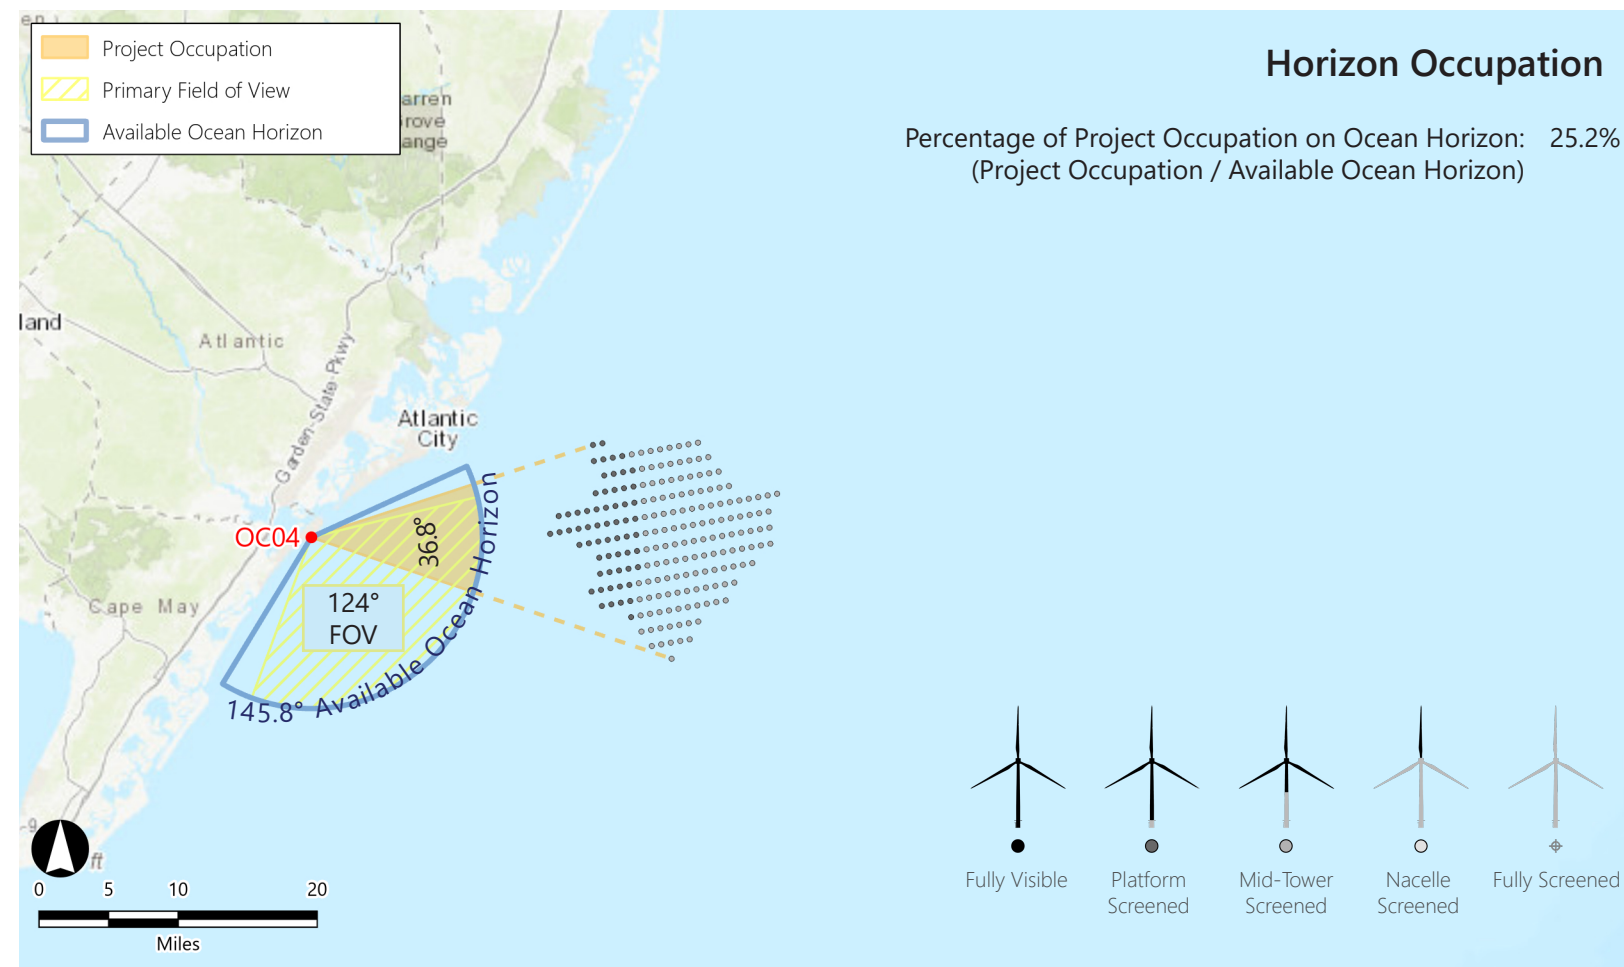 en
Project Occupation
Primary Field of View
Available Ocean Horizon
arren
rove
ange
Horizon Occupation
Percentage of Project Occupation on Ocean Horizon: 25.2%
(Project Occupation / Available Ocean Horizon)
land
Atlantic
Garden-State-Pkwy
Atlantic
City
OC04
36.8°
124°
FOV
145.8° Available Ocean Horizon
Cape May
-9
ft
0 5 10 20
Miles
Fully Visible
Platform
Screened
Mid-Tower
Screened
Nacelle
Screened
Fully Screened